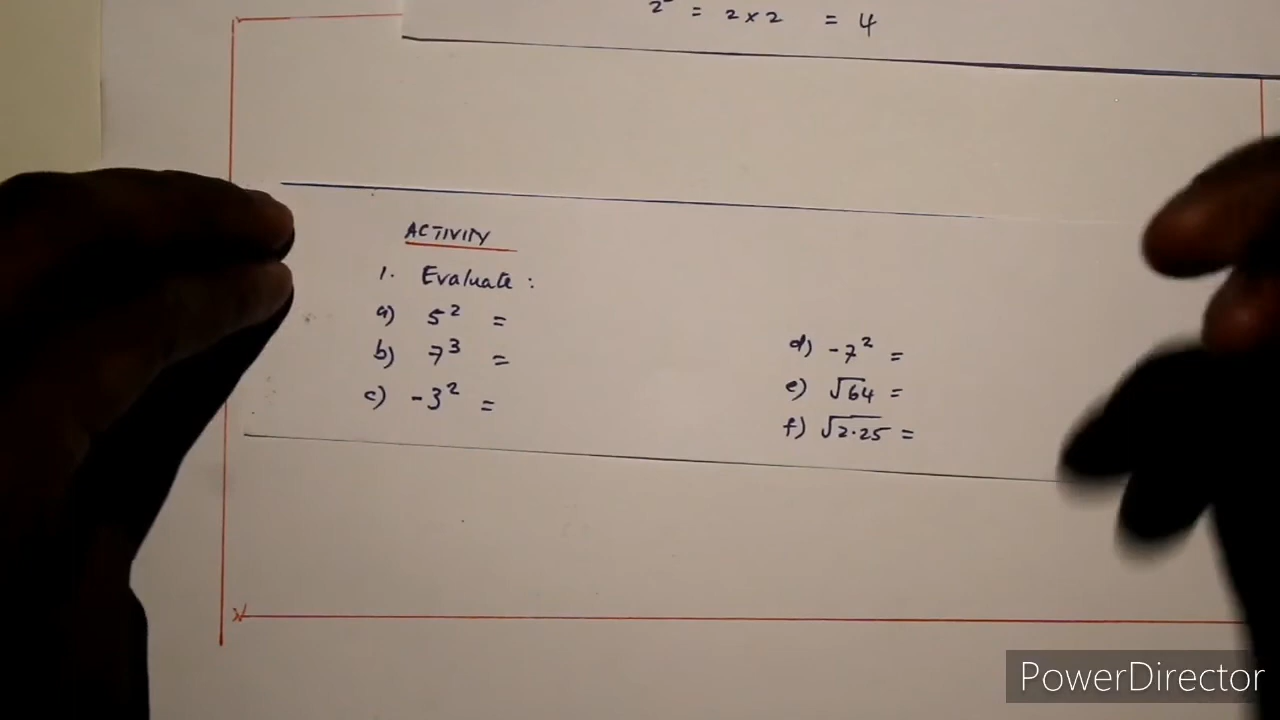 2² = 2 x 2 = 4
ACTIVITY
1. Evaluate :
a) 5² =
b) 7³ =
c) -3² =
d) -7² =
e) √64 =
f) √2.25 =
PowerDirector